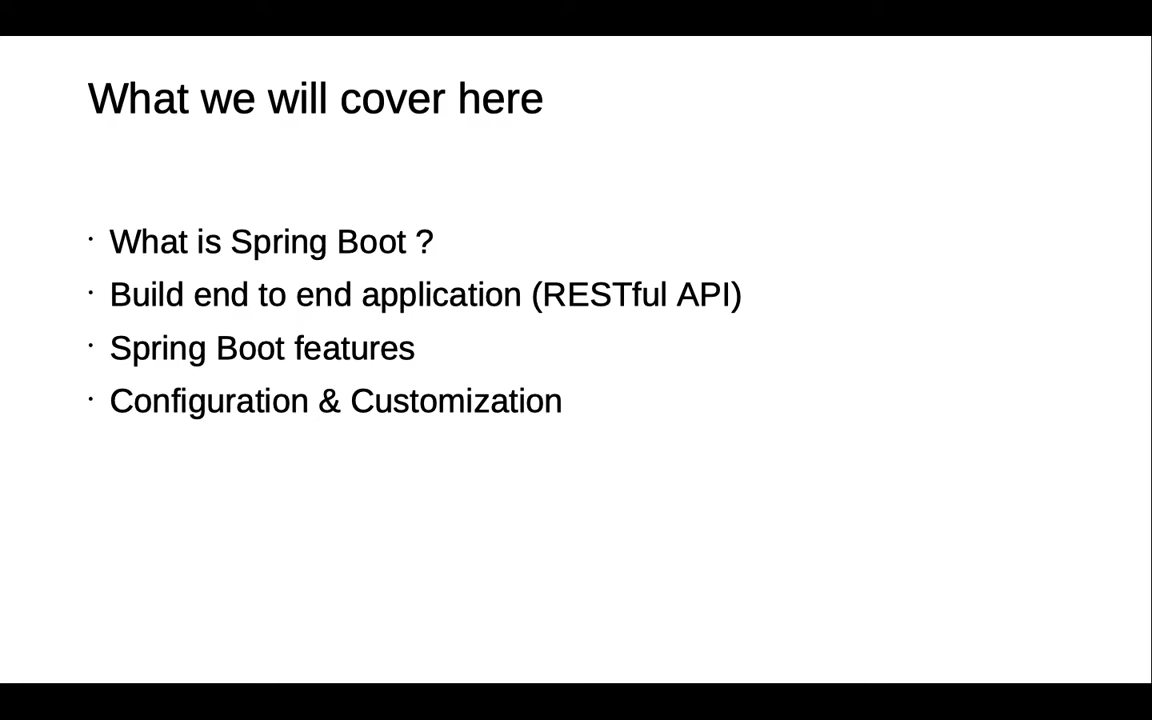 What we will cover here
· What is Spring Boot ?
· Build end to end application (RESTful API)
· Spring Boot features
· Configuration & Customization